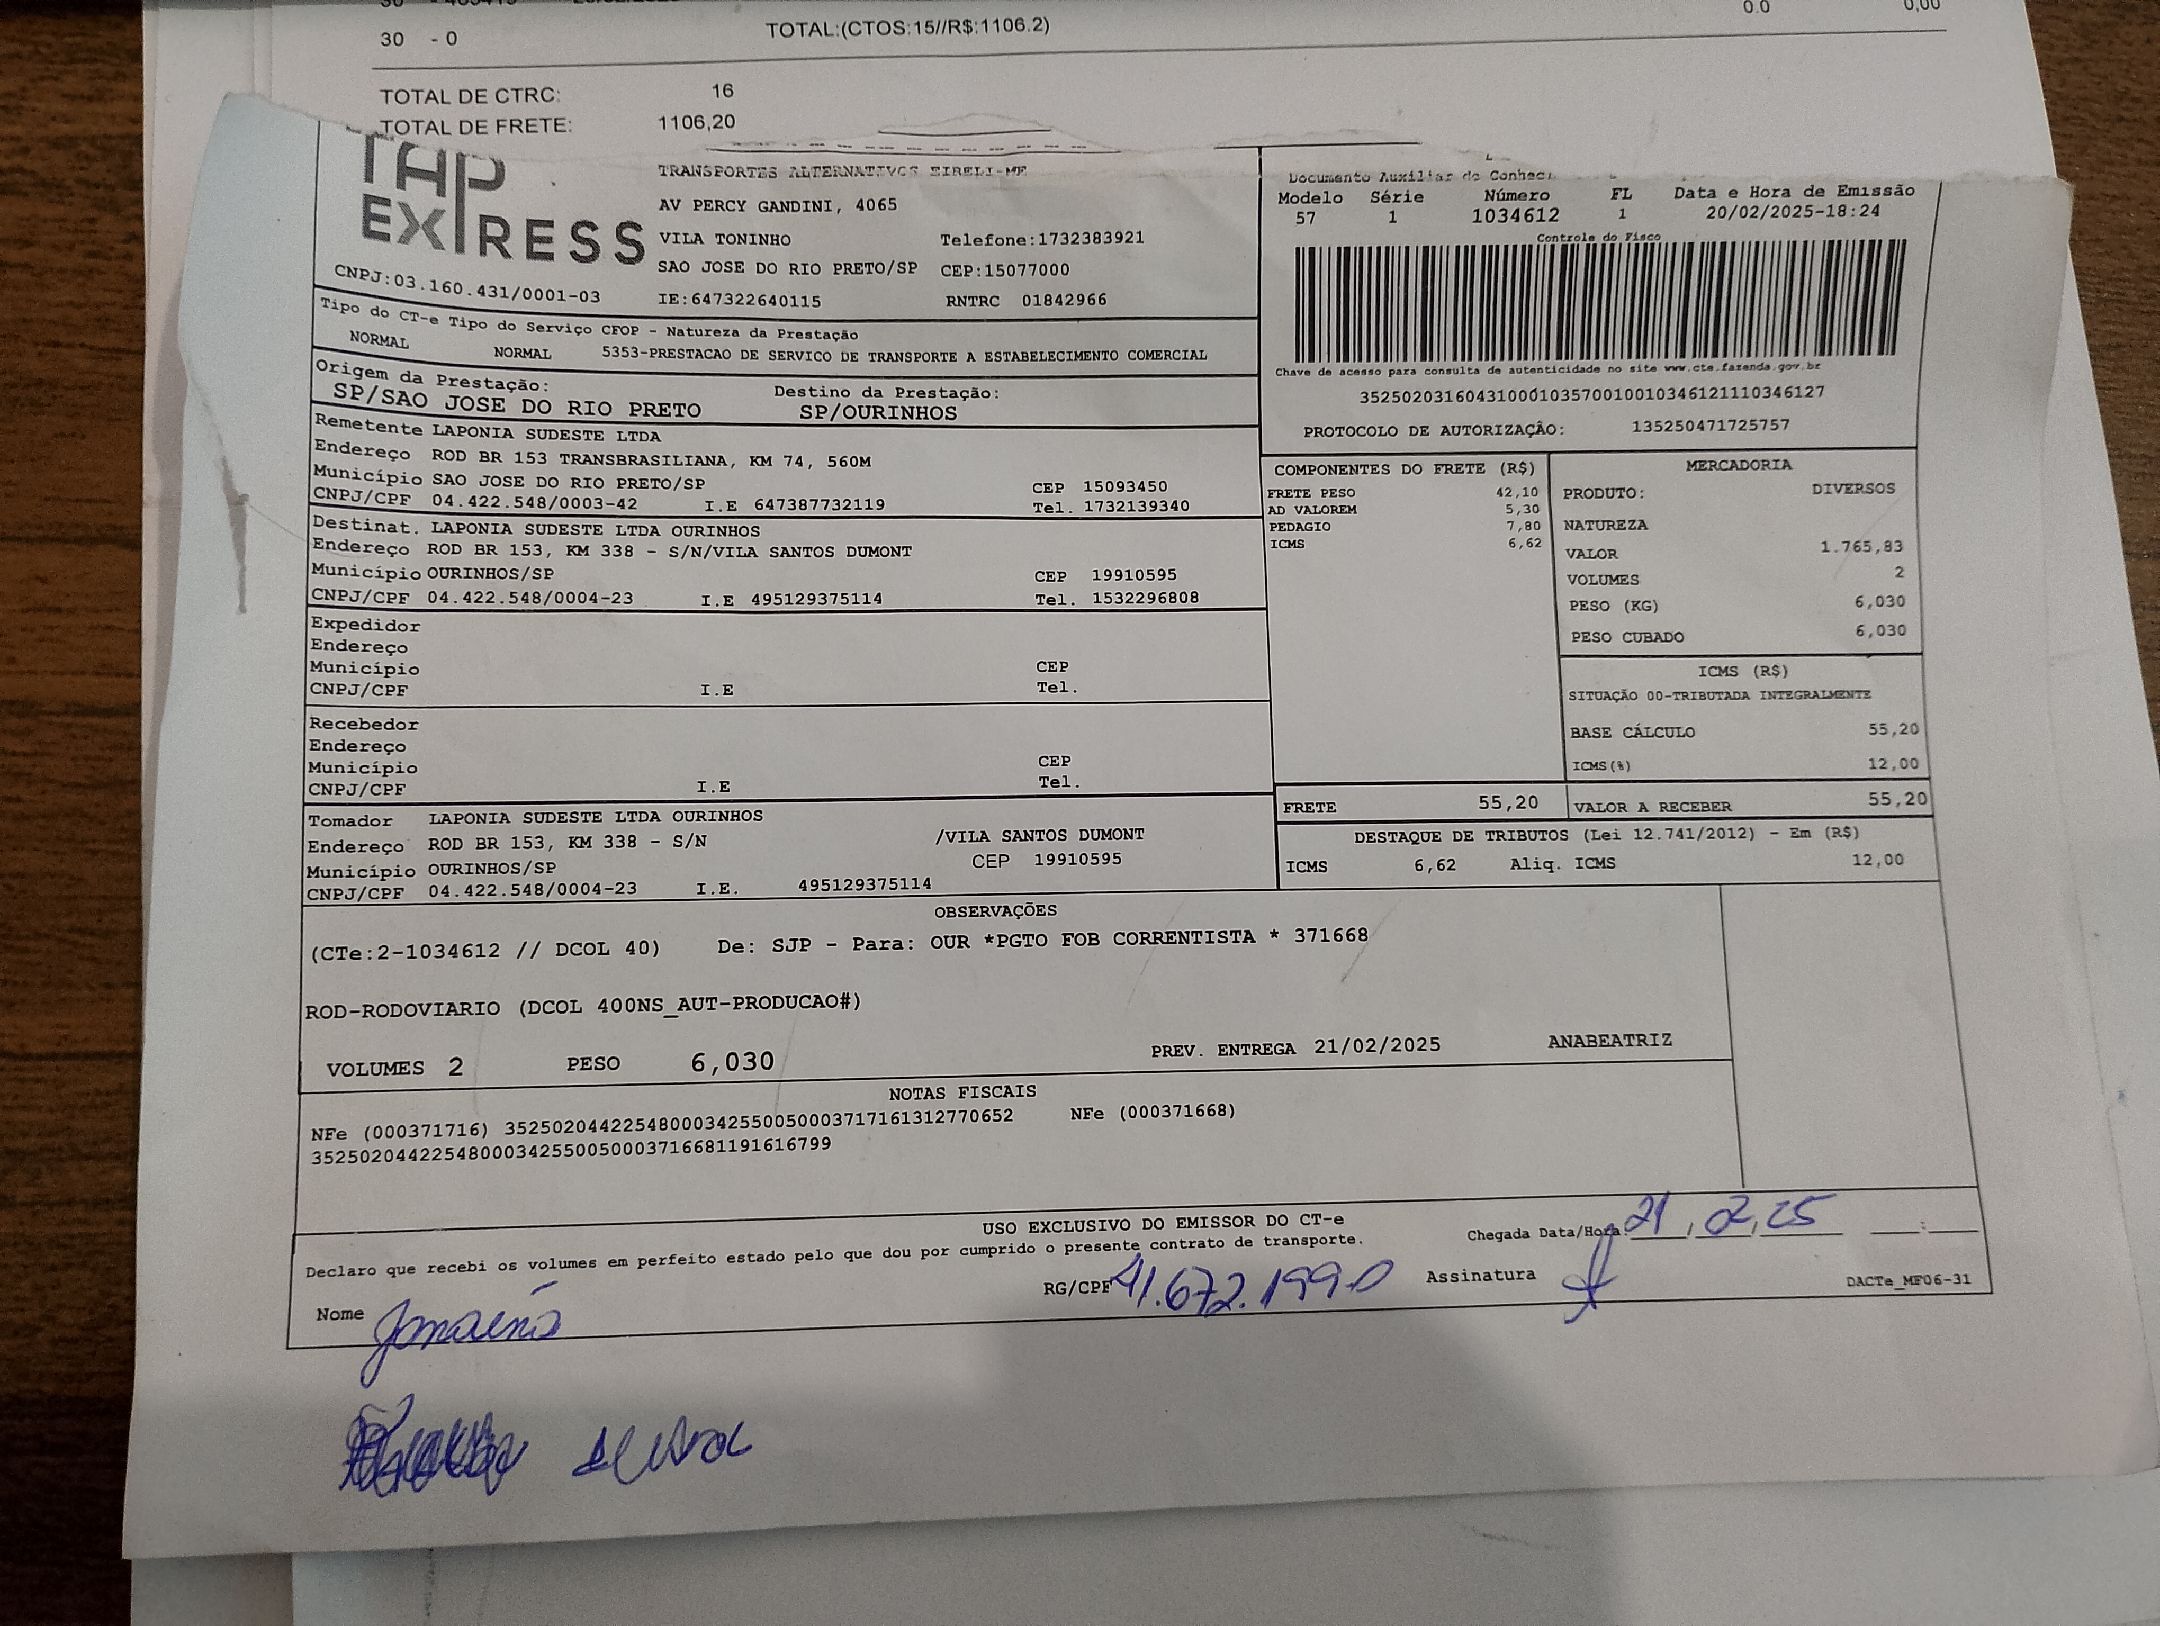 TOTAL:(CTOS:15//R$:1106.2)
0.0 0,00
30 - 0
TOTAL DE CTRC: 16
TOTAL DE FRETE: 1106,20
TAP EXPRESS
CNPJ:03.160.431/0001-03
TRANSPORTES ALTERNATIVOS EIRELI-ME
AV PERCY GANDINI, 4065
VILA TONINHO Telefone:1732383921
SAO JOSE DO RIO PRETO/SP CEP:15077000
IE:647322640115 RNTRC 01842966
Documento Auxiliar de Conhec
Modelo Série Número FL Data e Hora de Emissão
57 1 1034612 1 20/02/2025-18:24
Controle do Fisco
Chave de acesso para consulta de autenticidade no site www.cte.fazenda.gov.br
35250203160431000103570010010346121110346127
PROTOCOLO DE AUTORIZAÇÃO: 135250471725757
Tipo do CT-e Tipo do Serviço CFOP - Natureza da Prestação
NORMAL NORMAL 5353-PRESTACAO DE SERVICO DE TRANSPORTE A ESTABELECIMENTO COMERCIAL
Origem da Prestação: Destino da Prestação:
SP/SAO JOSE DO RIO PRETO SP/OURINHOS
Remetente LAPONIA SUDESTE LTDA
Endereço ROD BR 153 TRANSBRASILIANA, KM 74, 560M
Município SAO JOSE DO RIO PRETO/SP CEP 15093450
CNPJ/CPF 04.422.548/0003-42 I.E 647387732119 Tel. 1732139340
Destinat. LAPONIA SUDESTE LTDA OURINHOS
Endereço ROD BR 153, KM 338 - S/N/VILA SANTOS DUMONT
Município OURINHOS/SP CEP 19910595
CNPJ/CPF 04.422.548/0004-23 I.E 495129375114 Tel. 1532296808
Expedidor
Endereço
Município CEP
CNPJ/CPF I.E Tel.
Recebedor
Endereço
Município CEP
CNPJ/CPF I.E Tel.
Tomador LAPONIA SUDESTE LTDA OURINHOS
Endereço ROD BR 153, KM 338 - S/N /VILA SANTOS DUMONT
Município OURINHOS/SP CEP 19910595
CNPJ/CPF 04.422.548/0004-23 I.E. 495129375114
COMPONENTES DO FRETE (R$)
FRETE PESO 42,10
AD VALOREM 5,30
PEDAGIO 7,80
ICMS 6,62
MERCADORIA
PRODUTO: DIVERSOS
NATUREZA
VALOR 1.765,83
VOLUMES 2
PESO (KG) 6,030
PESO CUBADO 6,030
ICMS (R$)
SITUAÇÃO 00-TRIBUTADA INTEGRALMENTE
BASE CÁLCULO 55,20
ICMS(%) 12,00
FRETE 55,20 VALOR A RECEBER 55,20
DESTAQUE DE TRIBUTOS (Lei 12.741/2012) - Em (R$)
ICMS 6,62 Aliq. ICMS 12,00
OBSERVAÇÕES
(CTe:2-1034612 // DCOL 40) De: SJP - Para: OUR *PGTO FOB CORRENTISTA * 371668
ROD-RODOVIARIO (DCOL 400NS_AUT-PRODUCAO#)
VOLUMES 2 PESO 6,030 PREV. ENTREGA 21/02/2025 ANABEATRIZ
NOTAS FISCAIS
NFe (000371716) 35250204422548000342550050003717161312770652 NFe (000371668)
35250204422548000342550050003716681191616799
USO EXCLUSIVO DO EMISSOR DO CT-e
Chegada Data/Hora 21,02,25 :
Declaro que recebi os volumes em perfeito estado pelo que dou por cumprido o presente contrato de transporte.
Nome Janaina RG/CPF 41.672.199-0 Assinatura DACTe_MF06-31